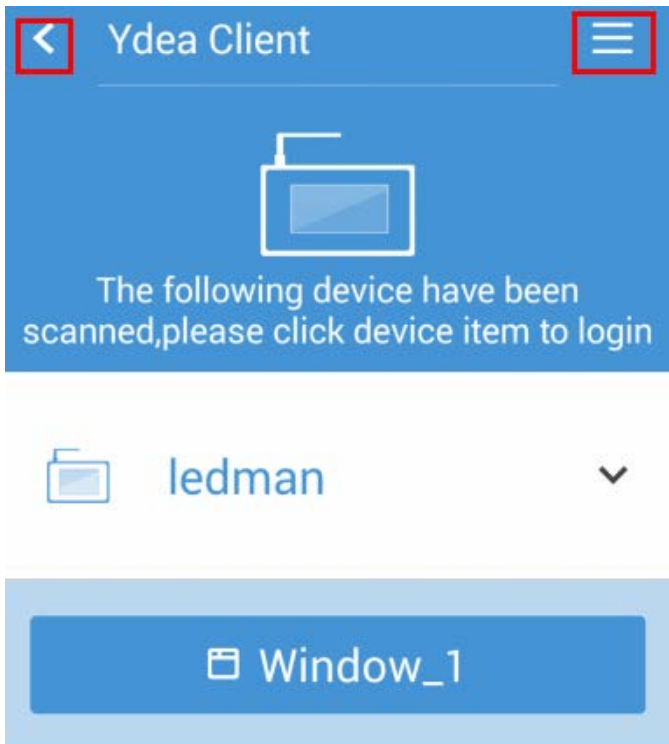 Ydea Client
The following device have been
scanned,please click device item to login
ledman
Window_1